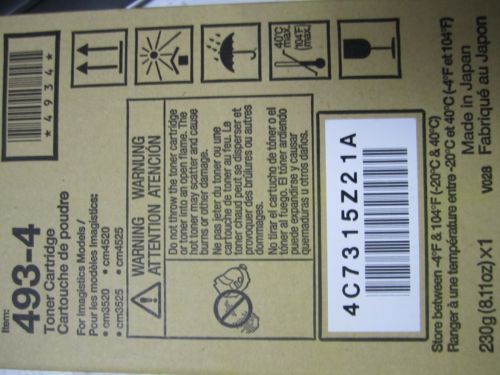 *4934*
Item:
493-4
Toner Cartridge
Cartouche de poudre
For Imagistics Models /
Pour les modèles Imagistics:
• cm3520 • cm4520
• cm3525 • cm4525
40°C max.
104°F max.
WARNING WARNUNG
ATTENTION ATENCIÓN
Do not throw the toner cartridge
or toner into an open flame. The
hot toner may scatter and cause
burns or other damage.
Ne pas jeter du toner ou une
cartouche de toner au feu. Le
toner chaud peut se disperser et
provoquer des brûlures ou autres
dommages.
No tirar el cartucho de tóner o el
tóner al fuego. El tóner ardiendo
puede expandirse y causar
quemaduras u otros daños.
4C7315Z21A
Store between -4°F & 104°F (-20°C & 40°C)
Ranger à une température entre -20°C et 40°C (-4°F et 104°F)
230g (8.11oz) x 1
V028
Made in Japan
Fabriqué au Japon